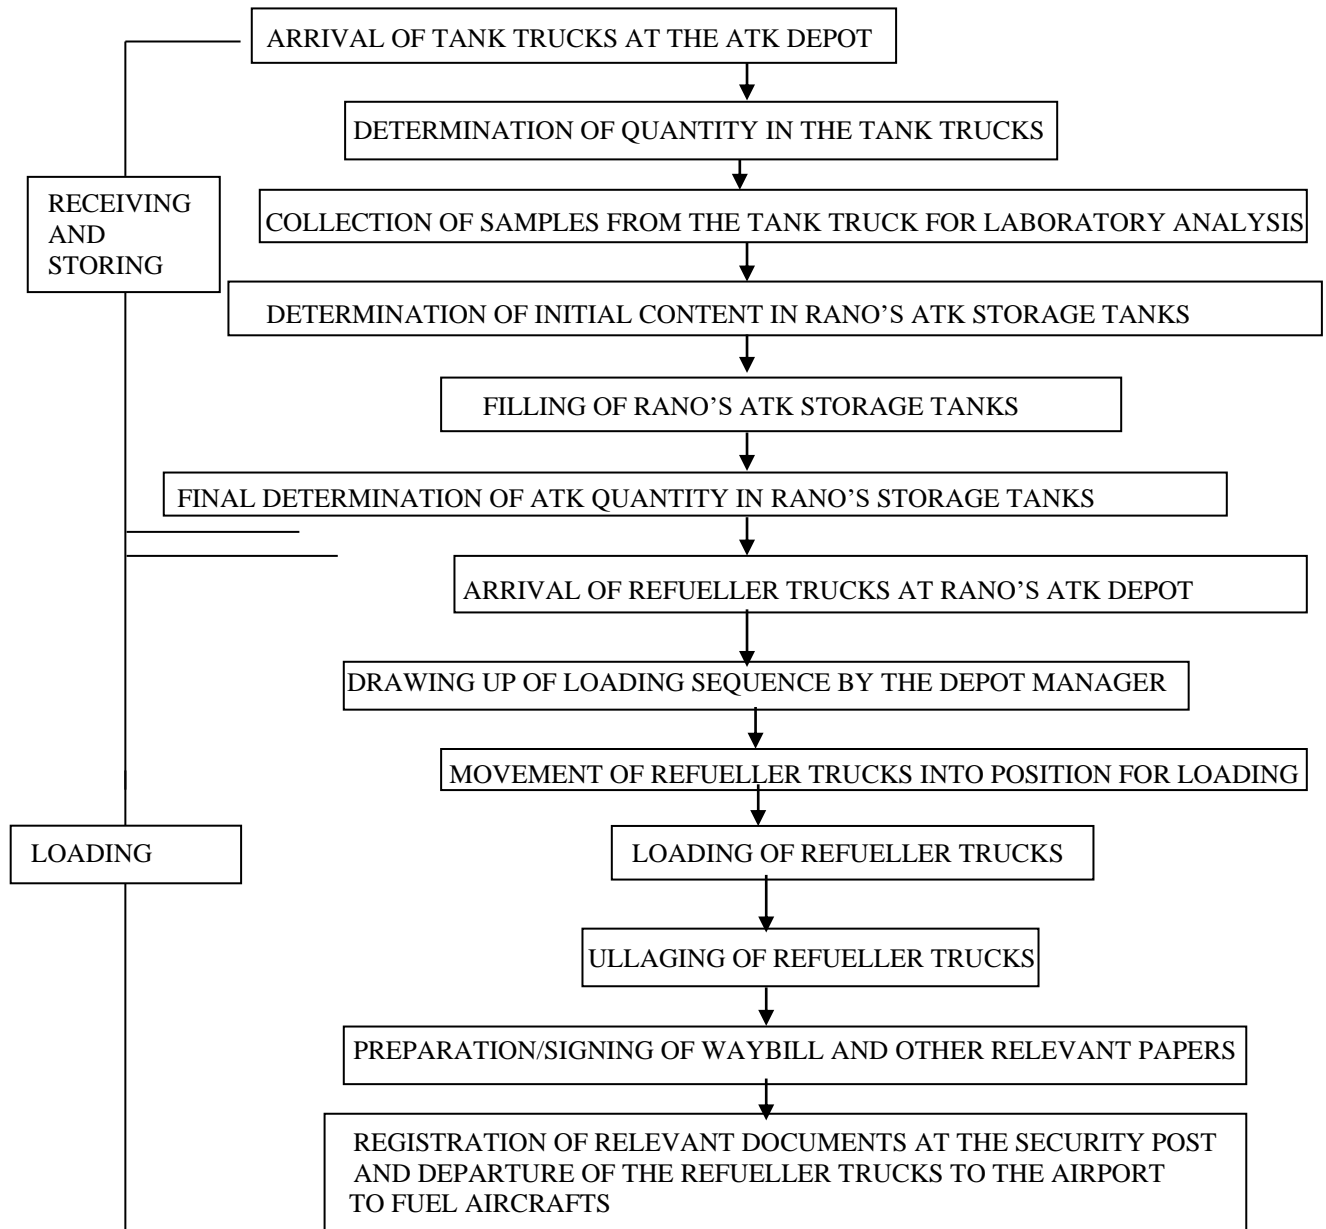 ARRIVAL OF TANK TRUCKS AT THE ATK DEPOT
DETERMINATION OF QUANTITY IN THE TANK TRUCKS
RECEIVING
AND
STORING
COLLECTION OF SAMPLES FROM THE TANK TRUCK FOR LABORATORY ANALYSIS
DETERMINATION OF INITIAL CONTENT IN RANO'S ATK STORAGE TANKS
FILLING OF RANO'S ATK STORAGE TANKS
FINAL DETERMINATION OF ATK QUANTITY IN RANO'S STORAGE TANKS
ARRIVAL OF REFUELLER TRUCKS AT RANO'S ATK DEPOT
DRAWING UP OF LOADING SEQUENCE BY THE DEPOT MANAGER
MOVEMENT OF REFUELLER TRUCKS INTO POSITION FOR LOADING
LOADING
LOADING OF REFUELLER TRUCKS
ULLAGING OF REFUELLER TRUCKS
PREPARATION/SIGNING OF WAYBILL AND OTHER RELEVANT PAPERS
REGISTRATION OF RELEVANT DOCUMENTS AT THE SECURITY POST
AND DEPARTURE OF THE REFUELLER TRUCKS TO THE AIRPORT
TO FUEL AIRCRAFTS